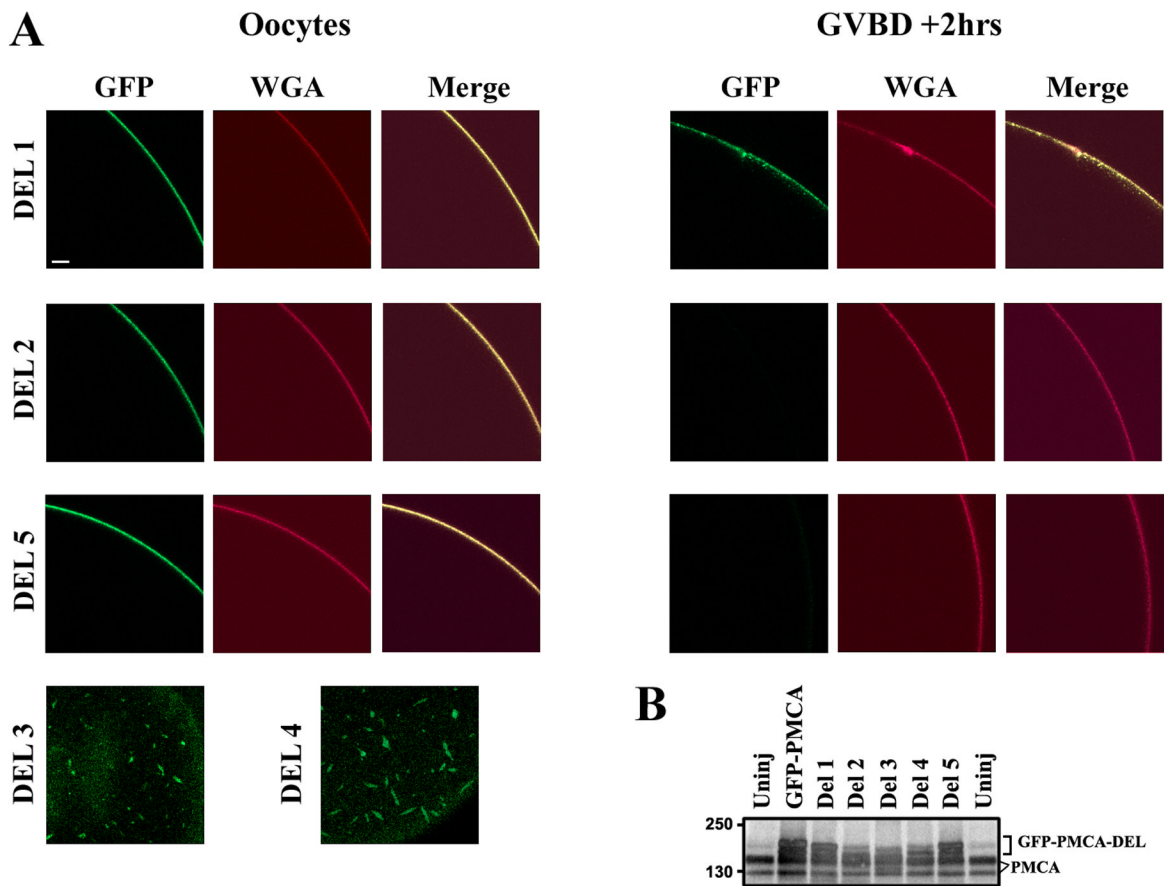 A
Oocytes
GVBD +2hrs
GFP WGA Merge
GFP WGA Merge
DEL 1
DEL 2
DEL 5
DEL 3
DEL 4
B
Uninj
GFP-PMCA
Del 1
Del 2
Del 3
Del 4
Del 5
Uninj
250
130
GFP-PMCA-DEL
PMCA